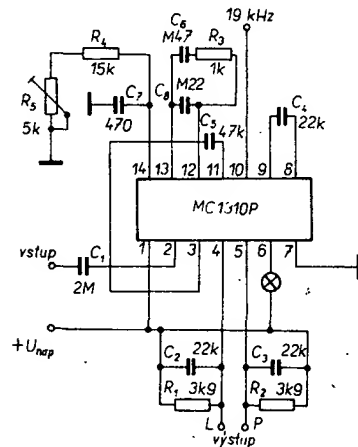 19 kHz
C6
M47
R3
1k
R4
15k
C7
470
C8
M22
R5
5k
C5
47k
C4
22k
14 13 12 11 10 9 8
MC1310P
1 2 3 4 5 6 7
vstup
C1
2M
+Unap
C2
22k
C3
22k
R1
3k9
R2
3k9
L
P
výstup